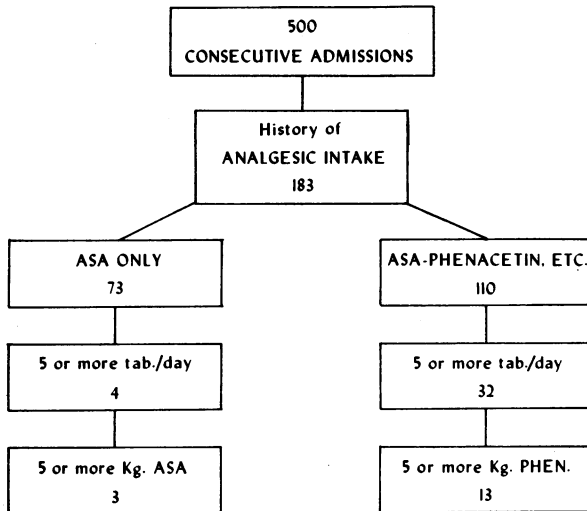 500
CONSECUTIVE ADMISSIONS
History of
ANALGESIC INTAKE
183
ASA ONLY
73
ASA-PHENACETIN, ETC.
110
5 or more tab./day
4
5 or more tab./day
32
5 or more Kg. ASA
3
5 or more Kg. PHEN.
13